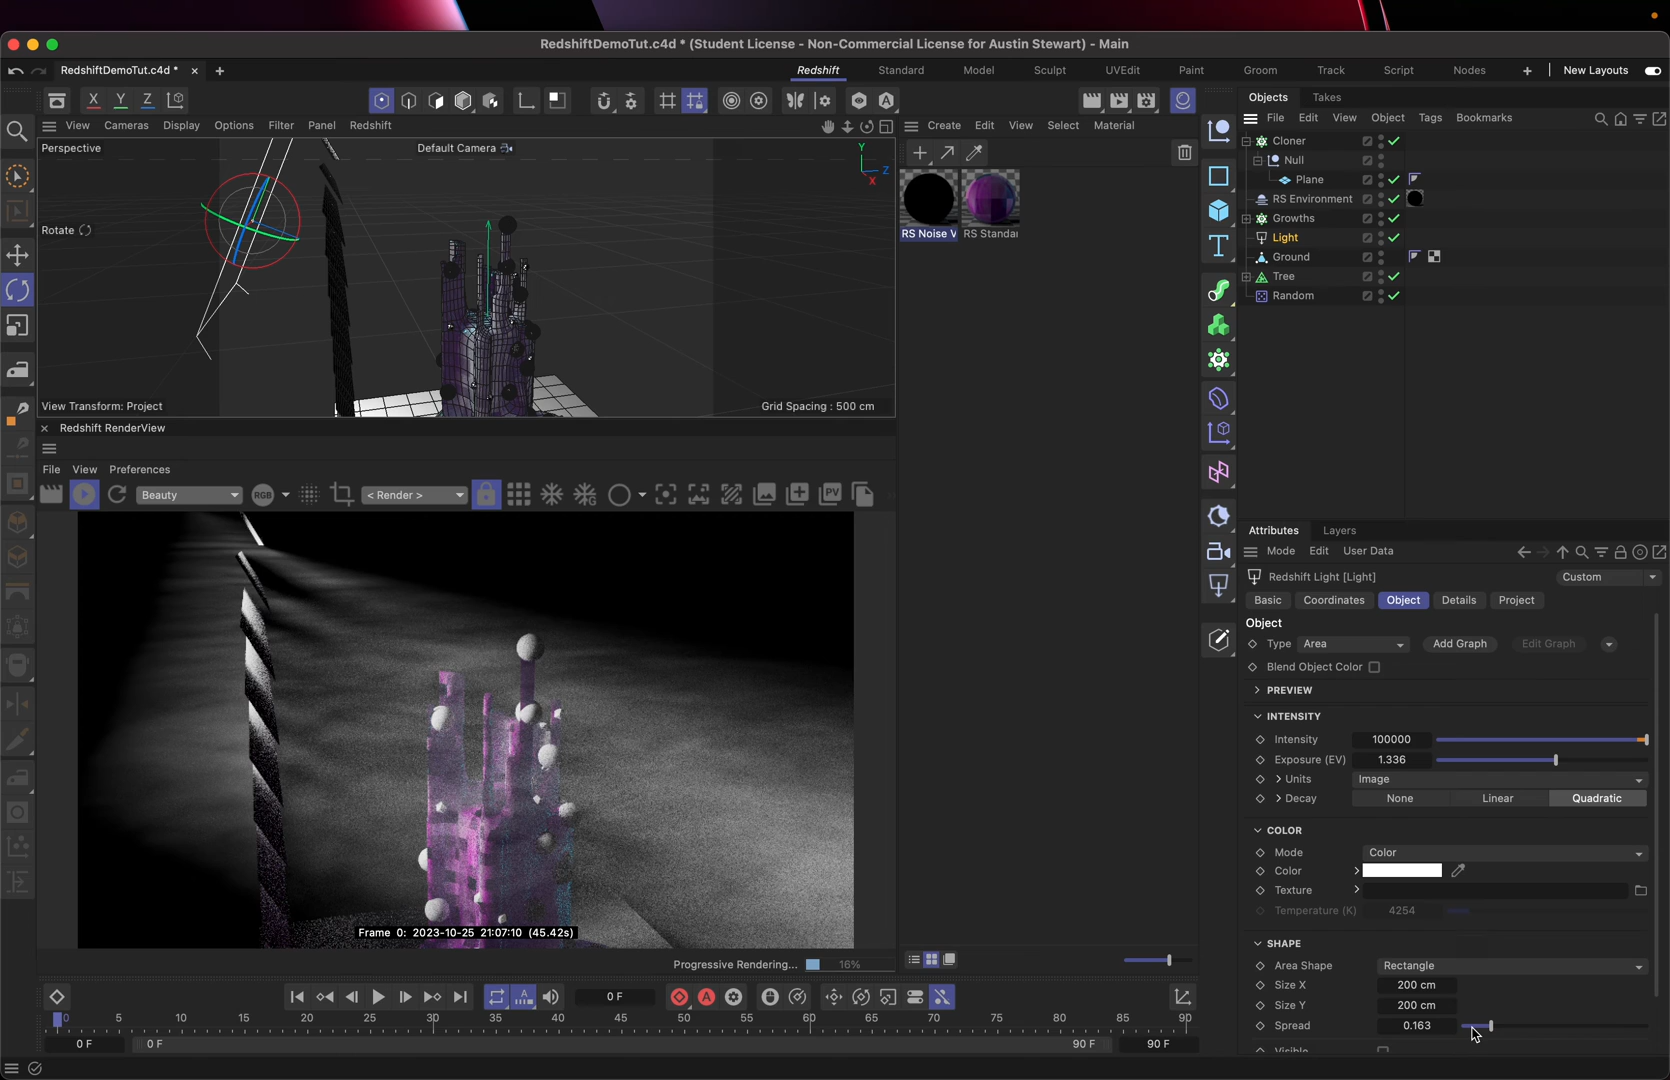 RedshiftDemoTut.c4d * (Student License - Non-Commercial License for Austin Stewart) - Main
RedshiftDemoTut.c4d * × +
Redshift Standard Model Sculpt UVEdit Paint Groom Track Script Nodes + New Layouts
X Y Z
Objects Takes
View Cameras Display Options Filter Panel Redshift
Create Edit View Select Material
File Edit View Object Tags Bookmarks
Perspective
Default Camera
Y
Z
X
Rotate
View Transform: Project
Grid Spacing : 500 cm
RS Noise V
RS Standar
Cloner
Null
Plane
RS Environment
Growths
Light
Ground
Tree
Random
× Redshift RenderView
File View Preferences
Beauty
RGB
< Render >
PV
Frame 0: 2023-10-25 21:07:10 (45.42s)
Progressive Rendering... 16%
Attributes Layers
Mode Edit User Data
Redshift Light [Light]
Custom
Basic Coordinates Object Details Project
Object
Type Area Add Graph Edit Graph
Blend Object Color
PREVIEW
INTENSITY
Intensity 100000
Exposure (EV) 1.336
Units Image
Decay None Linear Quadratic
COLOR
Mode Color
Color
Texture
Temperature (K) 4254
SHAPE
Area Shape Rectangle
Size X 200 cm
Size Y 200 cm
Spread 0.163
Visible
0 F
0 5 10 15 20 25 30 35 40 45 50 55 60 65 70 75 80 85 90
0 F 0 F 90 F 90 F